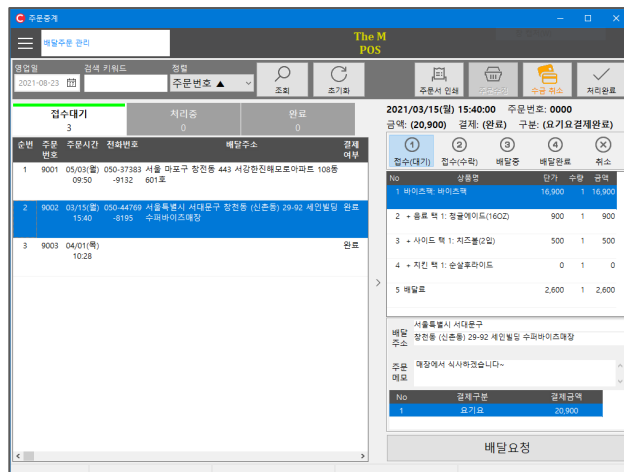 주문중계
The M
POS
배달주문 관리
영업일 검색 키워드 정렬
2021-08-23 주문번호 ▲
조회 초기화 주문서 인쇄 주문수정 수금 취소 처리완료
접수대기 처리중 완료
3 0 0
순번 주문번호 주문시간 전화번호 배달주소 결제여부
1 9001 05/03(월) 050-37383 서울 마포구 창전동 443 서강한진해모로아파트 108동
09:50 -9132 601호
2 9002 03/15(월) 050-44769 서울특별시 서대문구 창전동 (신촌동) 29-92 세인빌딩 완료
15:40 -8195 수퍼바이즈매장
3 9003 04/01(목) 완료
10:28
2021/03/15(월) 15:40:00 주문번호: 0000
금액: (20,900) 결제: (완료) 구분: (요기요결제완료)
1 2 3 4 X
접수(대기) 접수(수락) 배달중 배달완료 취소
No 상품명 단가 수량 금액
1 바이즈팩: 바이즈팩 16,900 1 16,900
2 + 음료 택 1: 정글에이트(16OZ) 900 1 900
3 + 사이드 택 1: 치즈볼(2입) 500 1 500
4 + 치킨 택 1: 순살후라이드 0 1 0
5 배달료 2,600 1 2,600
배달주소
서울특별시 서대문구
창전동 (신촌동) 29-92 세인빌딩 수퍼바이즈매장
주문메모
매장에서 식사하겠습니다~
No 결제구분 결제금액
1 요기요 20,900
배달요청